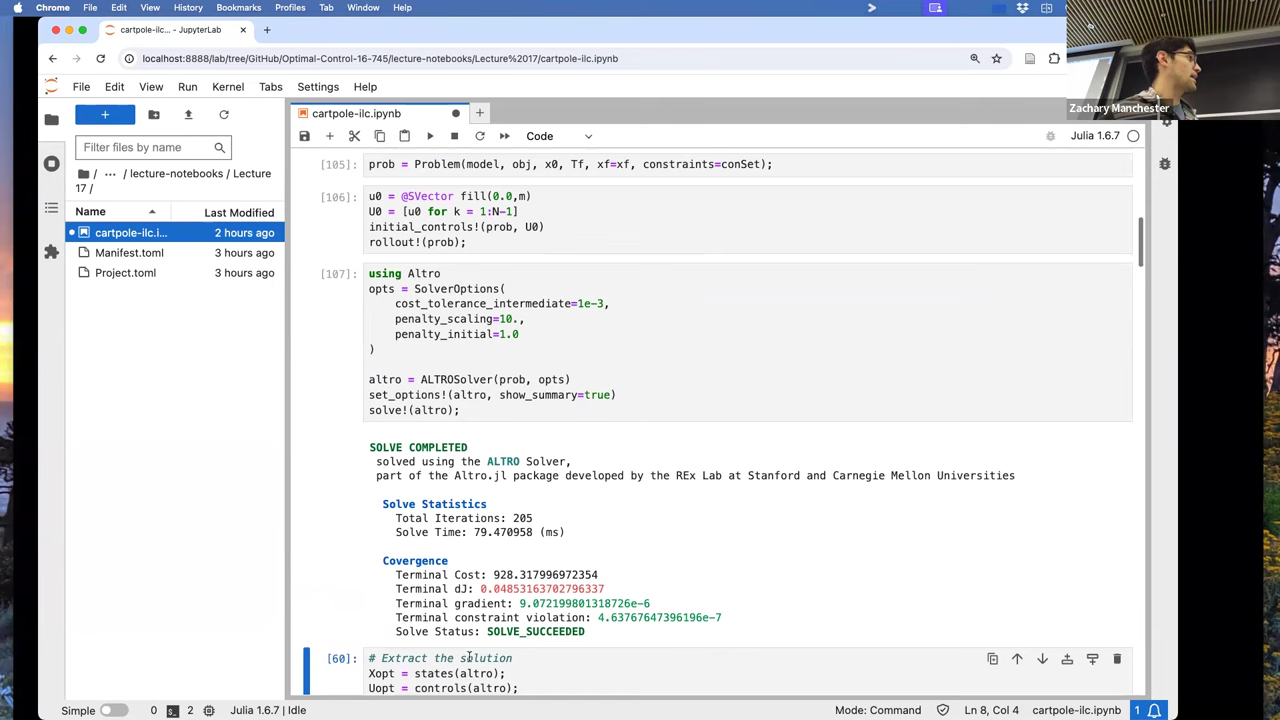 Chrome File Edit View History Bookmarks Profiles Tab Window Help
cartpole-ilc... - JupyterLab
localhost:8888/lab/tree/GitHub/Optimal-Control-16-745/lecture-notebooks/Lecture%2017/cartpole-ilc.ipynb
File Edit View Run Kernel Tabs Settings Help
Zachary Manchester
cartpole-ilc.ipynb
Code
Julia 1.6.7
Filter files by name
/ ... / lecture-notebooks / Lecture
17 /
Name Last Modified
cartpole-ilc.i... 2 hours ago
Manifest.toml 3 hours ago
Project.toml 3 hours ago
[105]: prob = Problem(model, obj, x0, Tf, xf=xf, constraints=conSet);
[106]: u0 = @SVector fill(0.0,m)
U0 = [u0 for k = 1:N-1]
initial_controls!(prob, U0)
rollout!(prob);
[107]: using Altro
opts = SolverOptions(
cost_tolerance_intermediate=1e-3,
penalty_scaling=10.,
penalty_initial=1.0
)
altro = ALTROSolver(prob, opts)
set_options!(altro, show_summary=true)
solve!(altro);
SOLVE COMPLETED
solved using the ALTRO Solver,
part of the Altro.jl package developed by the REx Lab at Stanford and Carnegie Mellon Universities
Solve Statistics
Total Iterations: 205
Solve Time: 79.470958 (ms)
Covergence
Terminal Cost: 928.317996972354
Terminal dJ: 0.04853163702796337
Terminal gradient: 9.072199801318726e-6
Terminal constraint violation: 4.63767647396196e-7
Solve Status: SOLVE_SUCCEEDED
[60]: # Extract the solution
Xopt = states(altro);
Uopt = controls(altro);
Simple 0 2 Julia 1.6.7 | Idle Mode: Command Ln 8, Col 4 cartpole-ilc.ipynb 1